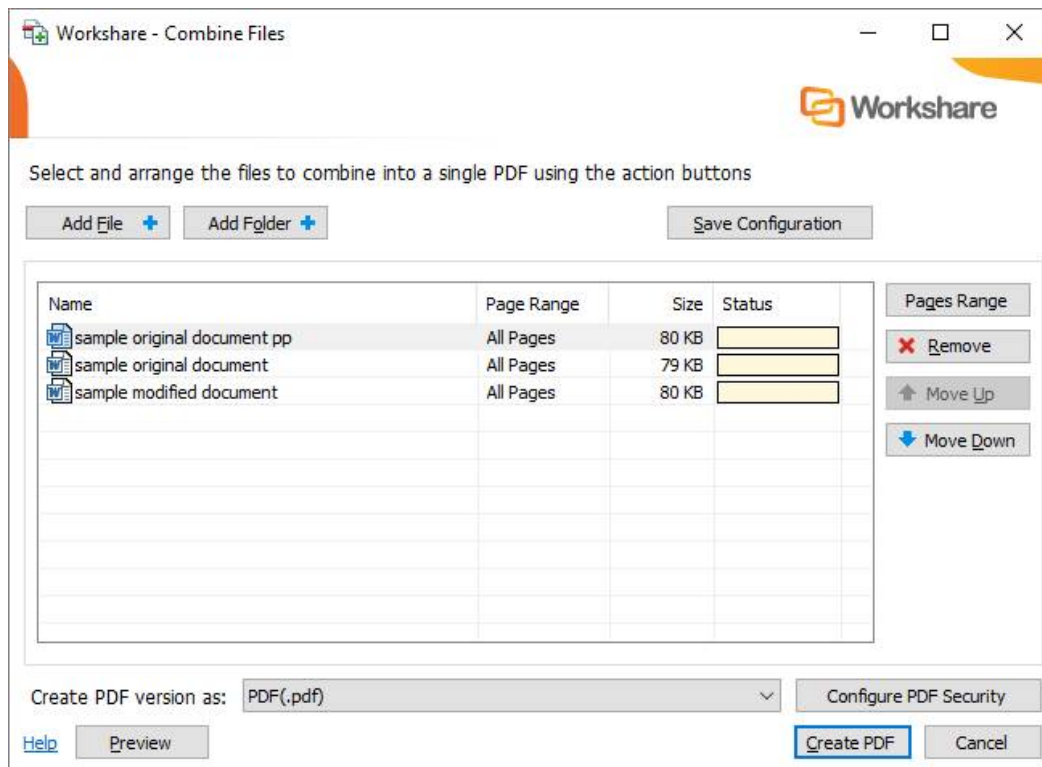 Workshare - Combine Files
Workshare
Select and arrange the files to combine into a single PDF using the action buttons
Add File Add Folder Save Configuration
Name Page Range Size Status Pages Range
sample original document pp All Pages 80 KB
Remove
sample original document All Pages 79 KB
sample modified document All Pages 80 KB
Move Up
Move Down
Create PDF version as: PDF(.pdf) Configure PDF Security
Help Preview Create PDF Cancel